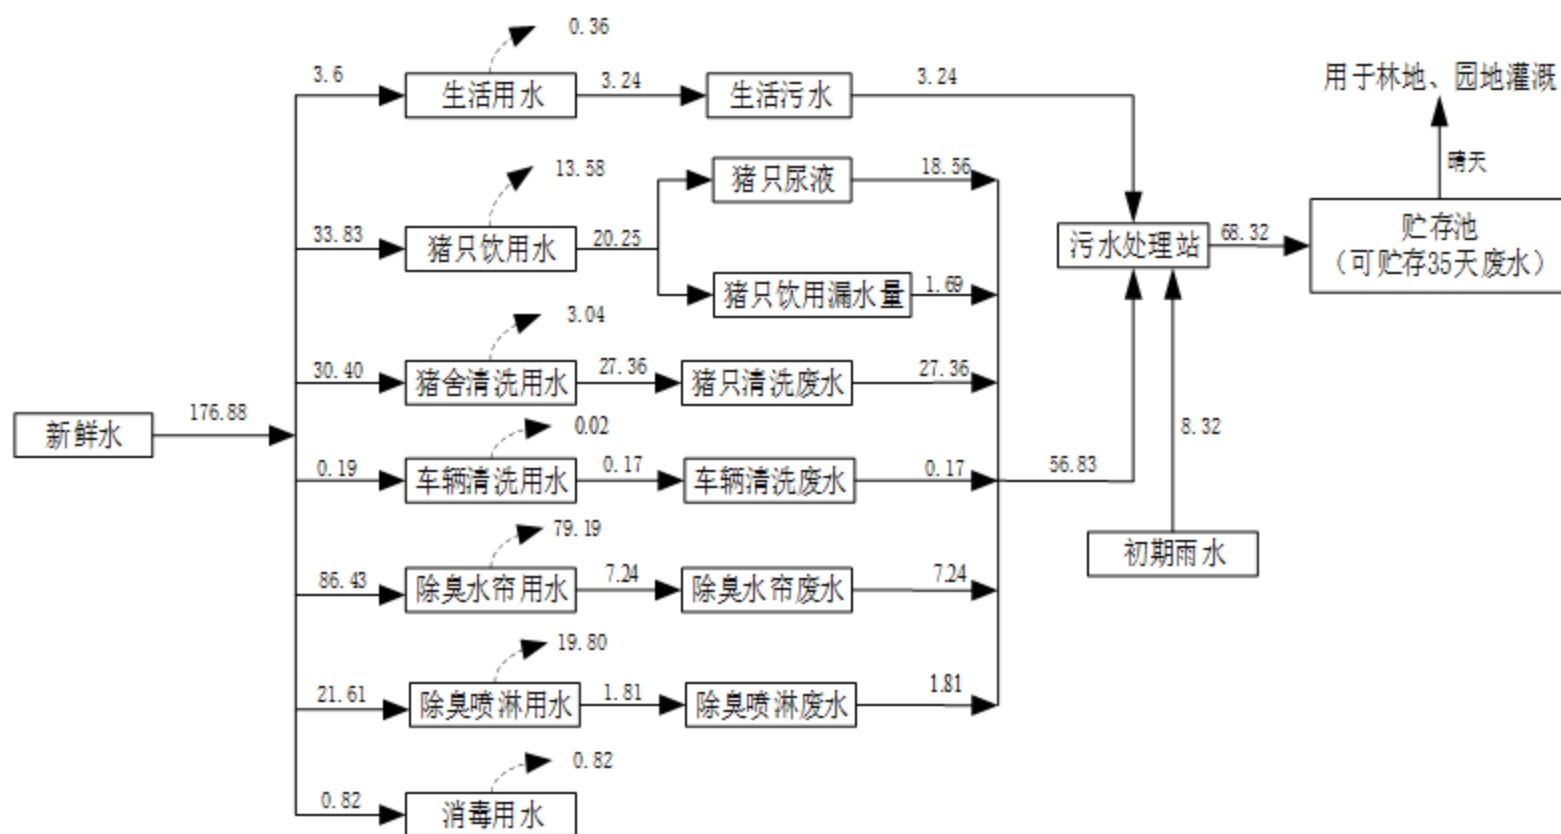 0.36
3.6
生活用水
3.24
生活污水
3.24
用于林地、园地灌溉
晴天
13.58
猪只尿液
18.56
33.83
猪只饮用水
20.25
猪只饮用漏水量
1.69
污水处理站
68.32
贮存池
（可贮存35天废水）
3.04
30.40
猪舍清洗用水
27.36
猪只清洗废水
27.36
新鲜水
176.88
0.02
0.19
车辆清洗用水
0.17
车辆清洗废水
0.17
56.83
8.32
初期雨水
79.19
86.43
除臭水帘用水
7.24
除臭水帘废水
7.24
19.80
21.61
除臭喷淋用水
1.81
除臭喷淋废水
1.81
0.82
0.82
消毒用水